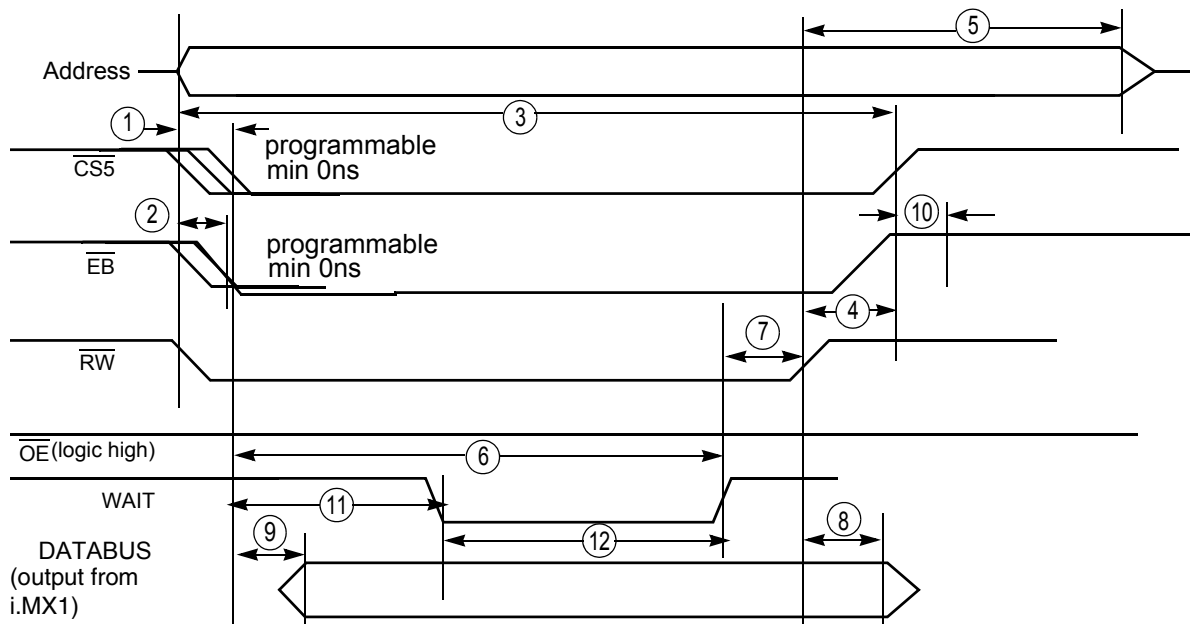 5
Address
3
1
programmable
min 0ns
CS5
10
2
programmable
min 0ns
EB
4
7
RW
OE(logic high)
6
WAIT
11
8
9
12
DATABUS
(output from
i.MX1)